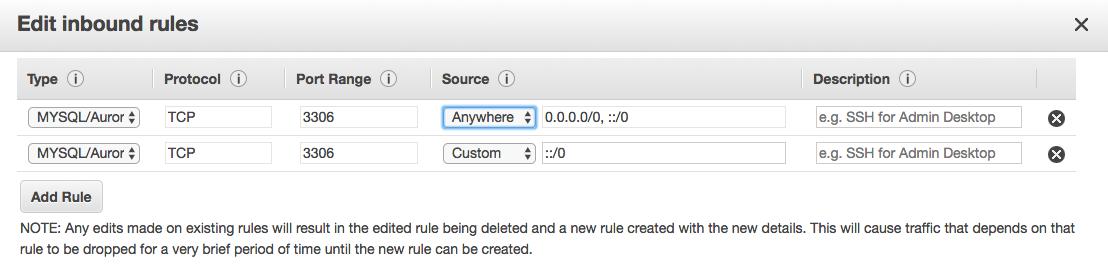 Edit inbound rules
Type Protocol Port Range Source Description
MYSQL/Auror TCP 3306 Anywhere 0.0.0.0/0, ::/0 e.g. SSH for Admin Desktop
MYSQL/Auror TCP 3306 Custom ::/0 e.g. SSH for Admin Desktop
Add Rule
NOTE: Any edits made on existing rules will result in the edited rule being deleted and a new rule created with the new details. This will cause traffic that depends on that
rule to be dropped for a very brief period of time until the new rule can be created.